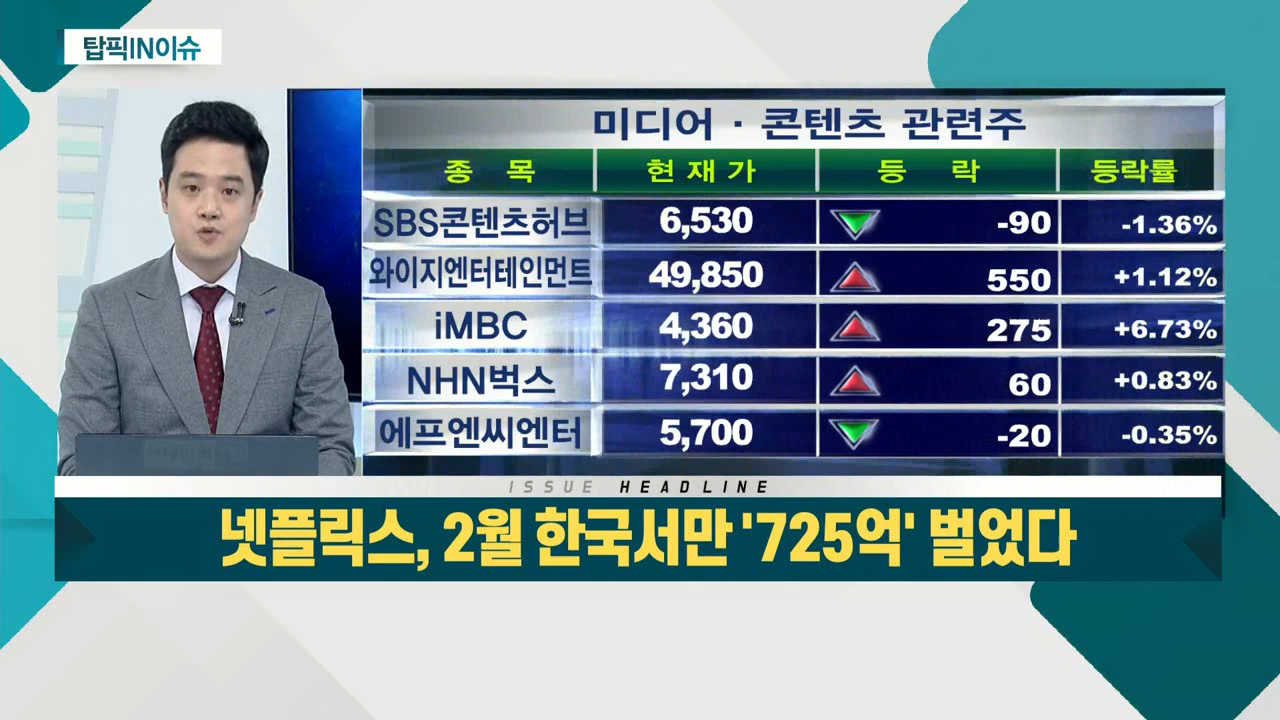 탑픽IN이슈
미디어 · 콘텐츠 관련주
종 목 현재가 등 락 등락률
SBS콘텐츠허브 6,530 -90 -1.36%
와이지엔터테인먼트 49,850 550 +1.12%
iMBC 4,360 275 +6.73%
NHN벅스 7,310 60 +0.83%
에프엔씨엔터 5,700 -20 -0.35%
ISSUE HEADLINE
넷플릭스, 2월 한국서만 '725억' 벌었다